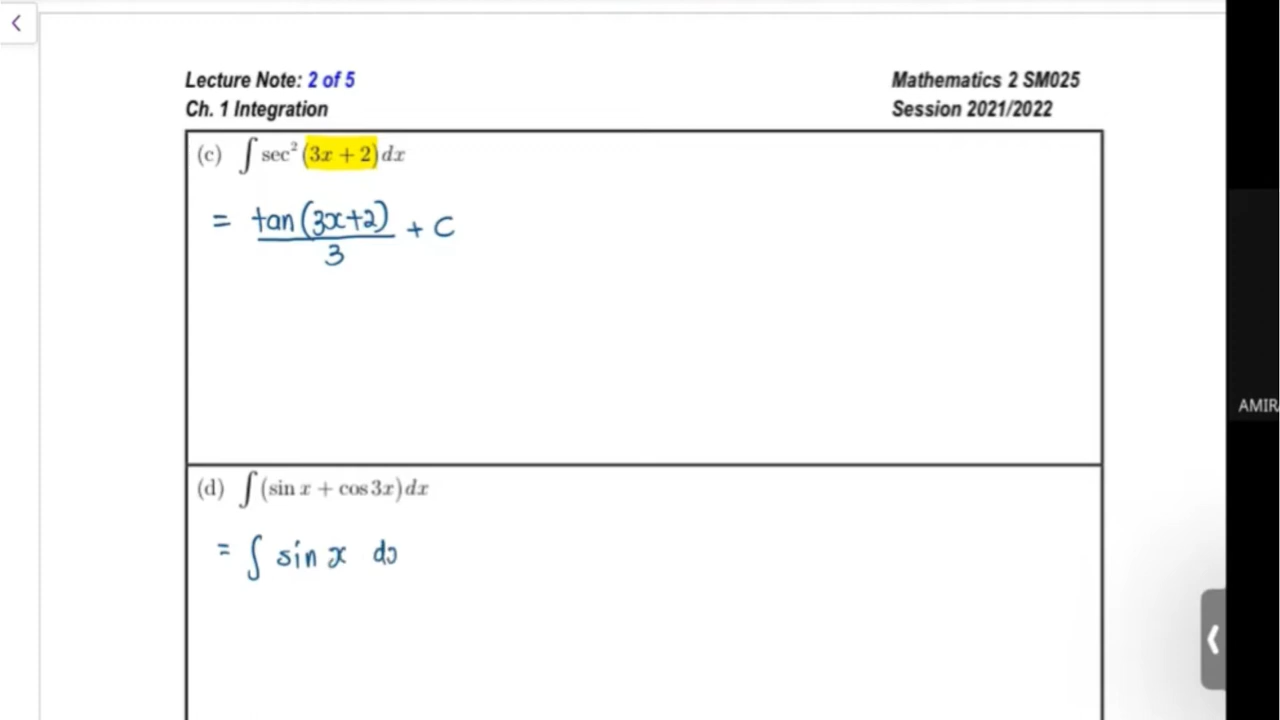 Lecture Note: 2 of 5
Mathematics 2 SM025
Ch. 1 Integration
Session 2021/2022
(c) ∫ sec² (3x + 2) dx
= tan(3x+2)/3 + C
(d) ∫ (sin x + cos 3x) dx
= ∫ sin x d
AMIR